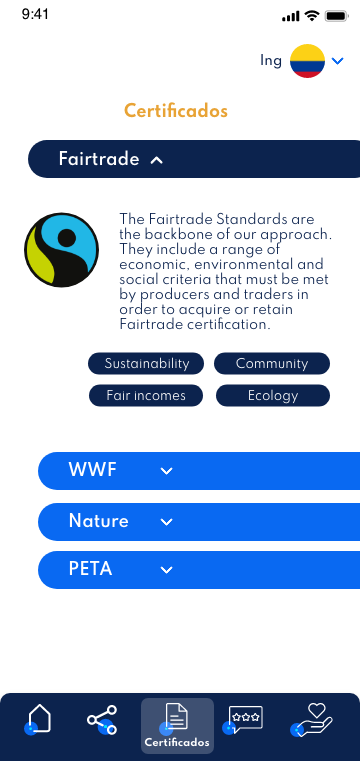 9:41
Ing
Certificados
Fairtrade
The Fairtrade Standards are
the backbone of our approach.
They include a range of
economic, environmental and
social criteria that must be met
by producers and traders in
order to acquire or retain
Fairtrade certification.
Sustainability
Community
Fair incomes
Ecology
WWF
Nature
PETA
Certificados